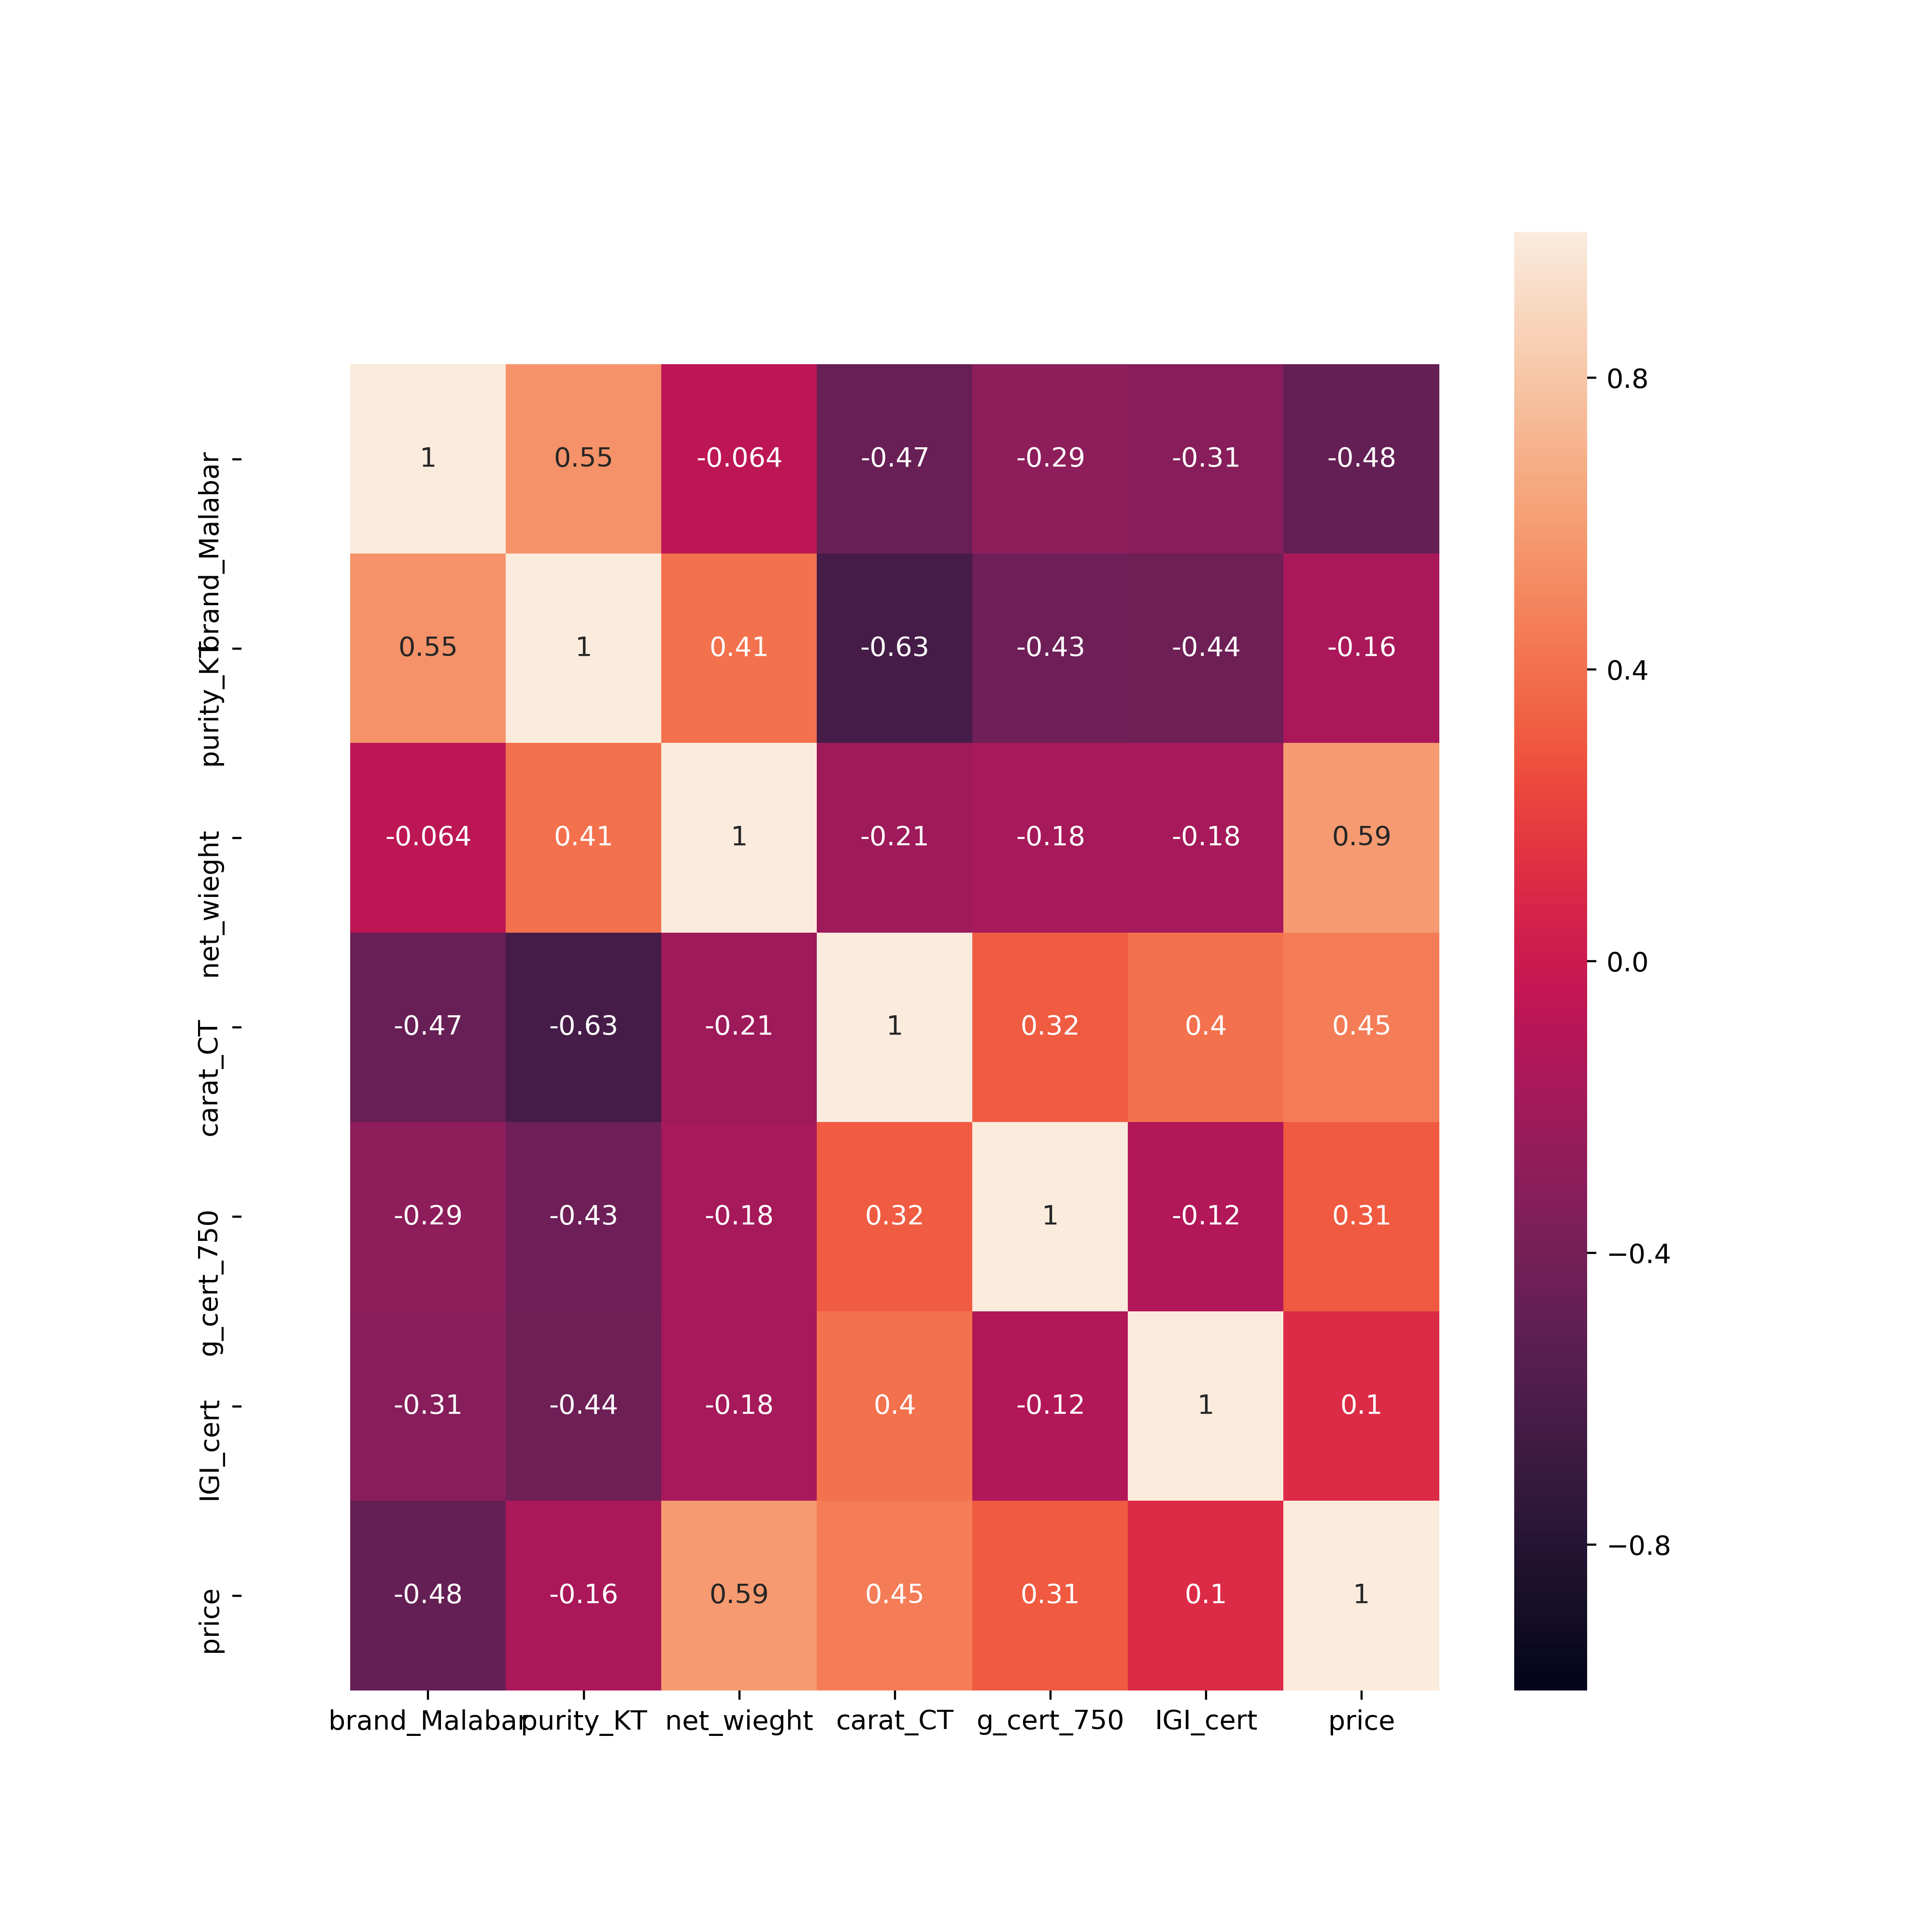 0.8
brand_Malabar 1 0.55 -0.064 -0.47 -0.29 -0.31 -0.48
purity_KT 0.55 1 0.41 -0.63 -0.43 -0.44 -0.16
0.4
net_wieght -0.064 0.41 1 -0.21 -0.18 -0.18 0.59
0.0
carat_CT -0.47 -0.63 -0.21 1 0.32 0.4 0.45
g_cert_750 -0.29 -0.43 -0.18 0.32 1 -0.12 0.31
−0.4
IGI_cert -0.31 -0.44 -0.18 0.4 -0.12 1 0.1
−0.8
price -0.48 -0.16 0.59 0.45 0.31 0.1 1
brand_Malabar purity_KT net_wieght carat_CT g_cert_750 IGI_cert price